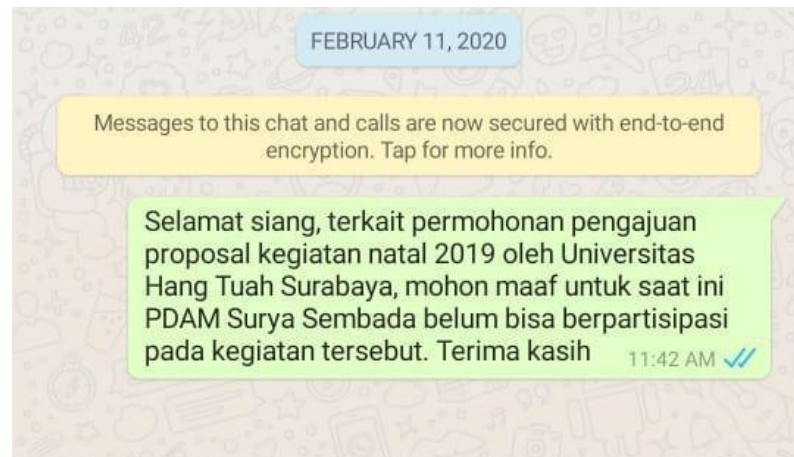 FEBRUARY 11, 2020
Messages to this chat and calls are now secured with end-to-end
encryption. Tap for more info.
Selamat siang, terkait permohonan pengajuan
proposal kegiatan natal 2019 oleh Universitas
Hang Tuah Surabaya, mohon maaf untuk saat ini
PDAM Surya Sembada belum bisa berpartisipasi
pada kegiatan tersebut. Terima kasih
11:42 AM